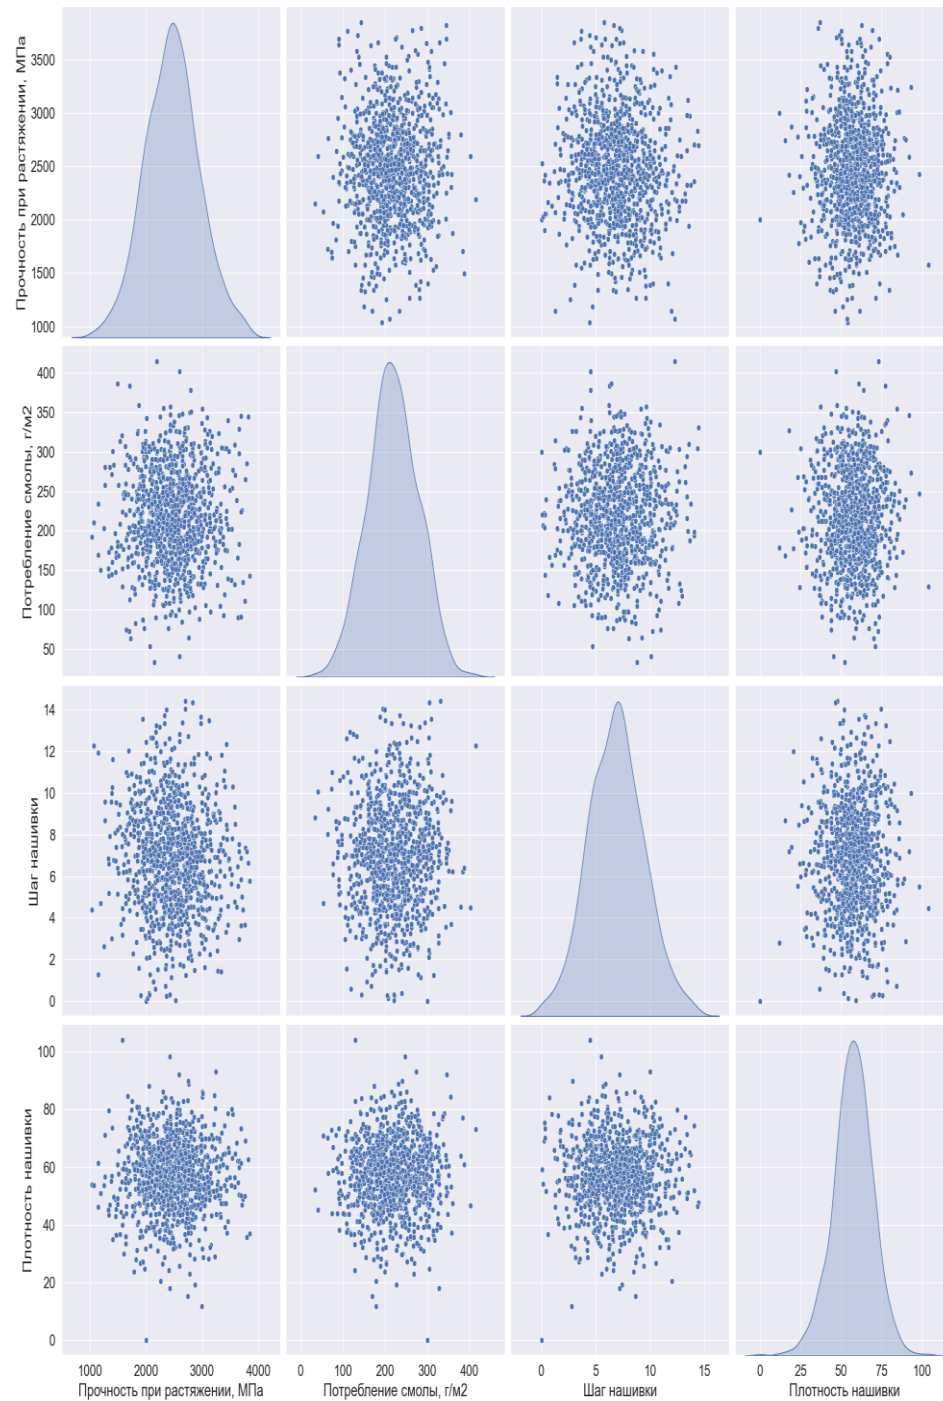 Прочность при растяжении, МПа
3500
3000
2500
2000
1500
1000
Потребление смолы, г/м2
400
350
300
250
200
150
100
50
Шаг нашивки
14
12
10
8
6
4
2
0
Плотность нашивки
100
80
60
40
20
0
1000 2000 3000 4000
0 100 200 300 400
0 5 10 15
0 25 50 75 100
Прочность при растяжении, МПа
Потребление смолы, г/м2
Шаг нашивки
Плотность нашивки